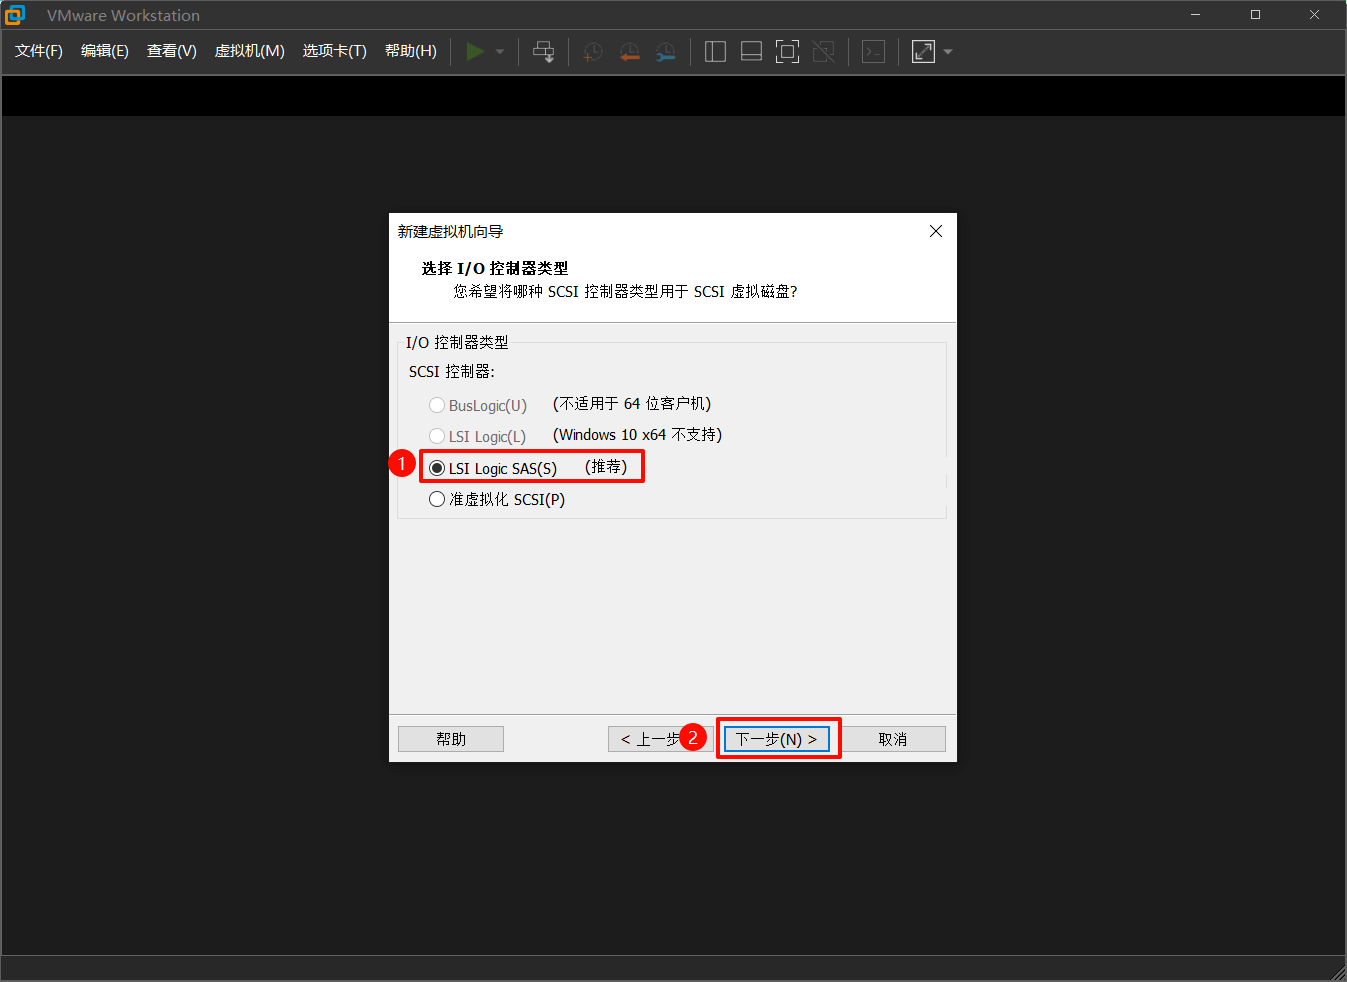 VMware Workstation
文件(F) 编辑(E) 查看(V) 虚拟机(M) 选项卡(T) 帮助(H)
新建虚拟机向导
选择 I/O 控制器类型
您希望将哪种 SCSI 控制器类型用于 SCSI 虚拟磁盘?
I/O 控制器类型
SCSI 控制器:
BusLogic(U) (不适用于 64 位客户机)
LSI Logic(L) (Windows 10 x64 不支持)
1 LSI Logic SAS(S) (推荐)
准虚拟化 SCSI(P)
帮助 < 上一步 2 下一步(N) > 取消